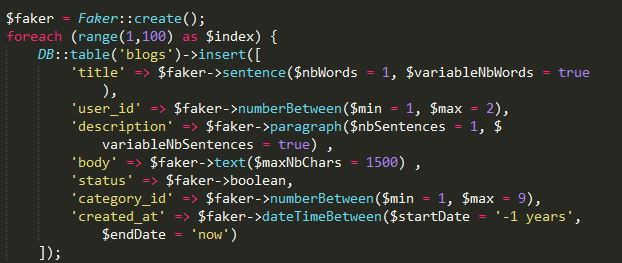 $faker = Faker::create();
foreach (range(1,100) as $index) {
DB::table('blogs')->insert([
'title' => $faker->sentence($nbWords = 1, $variableNbWords = true
),
'user_id' => $faker->numberBetween($min = 1, $max = 2),
'description' => $faker->paragraph($nbSentences = 1, $
variableNbSentences = true) ,
'body' => $faker->text($maxNbChars = 1500) ,
'status' => $faker->boolean,
'category_id' => $faker->numberBetween($min = 1, $max = 9),
'created_at' => $faker->dateTimeBetween($startDate = '-1 years',
$endDate = 'now')
]);